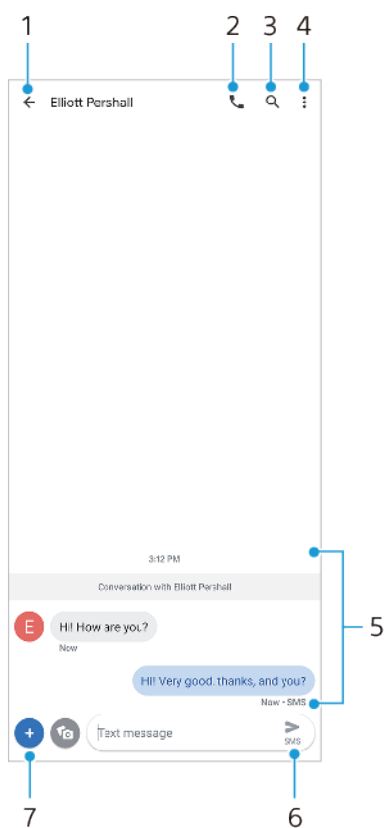 1 2 3 4
Elliott Pershall
3:12 PM
Conversation with Elliott Pershall
5
E Hi! How are you?
Now
Hi! Very good, thanks, and you?
Now • SMS
+ Text message
SMS
7 6